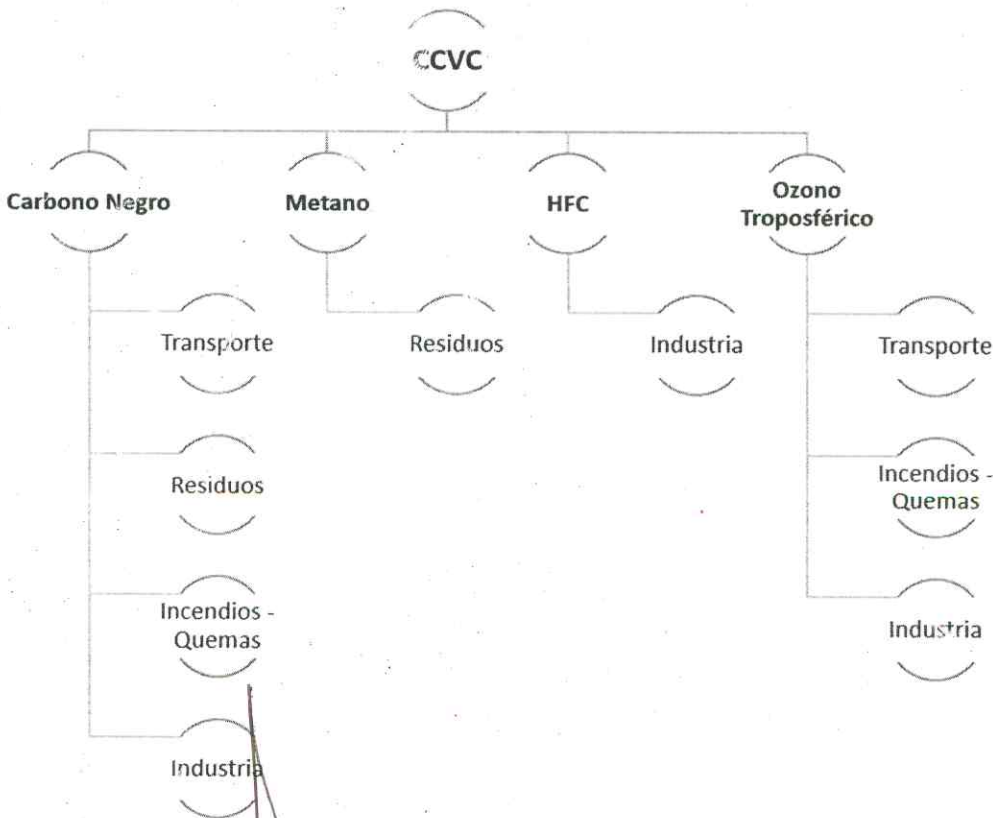 CCVC
Carbono Negro
Metano
HFC
Ozono
Troposférico
Transporte
Residuos
Industria
Transporte
Residuos
Incendios -
Quemas
Incendios -
Quemas
Industria
Industria